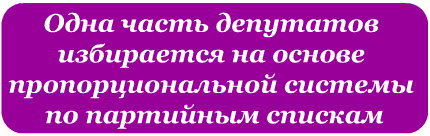 Одна часть депутатов
избирается на основе
пропорциональной системы
по партийным спискам